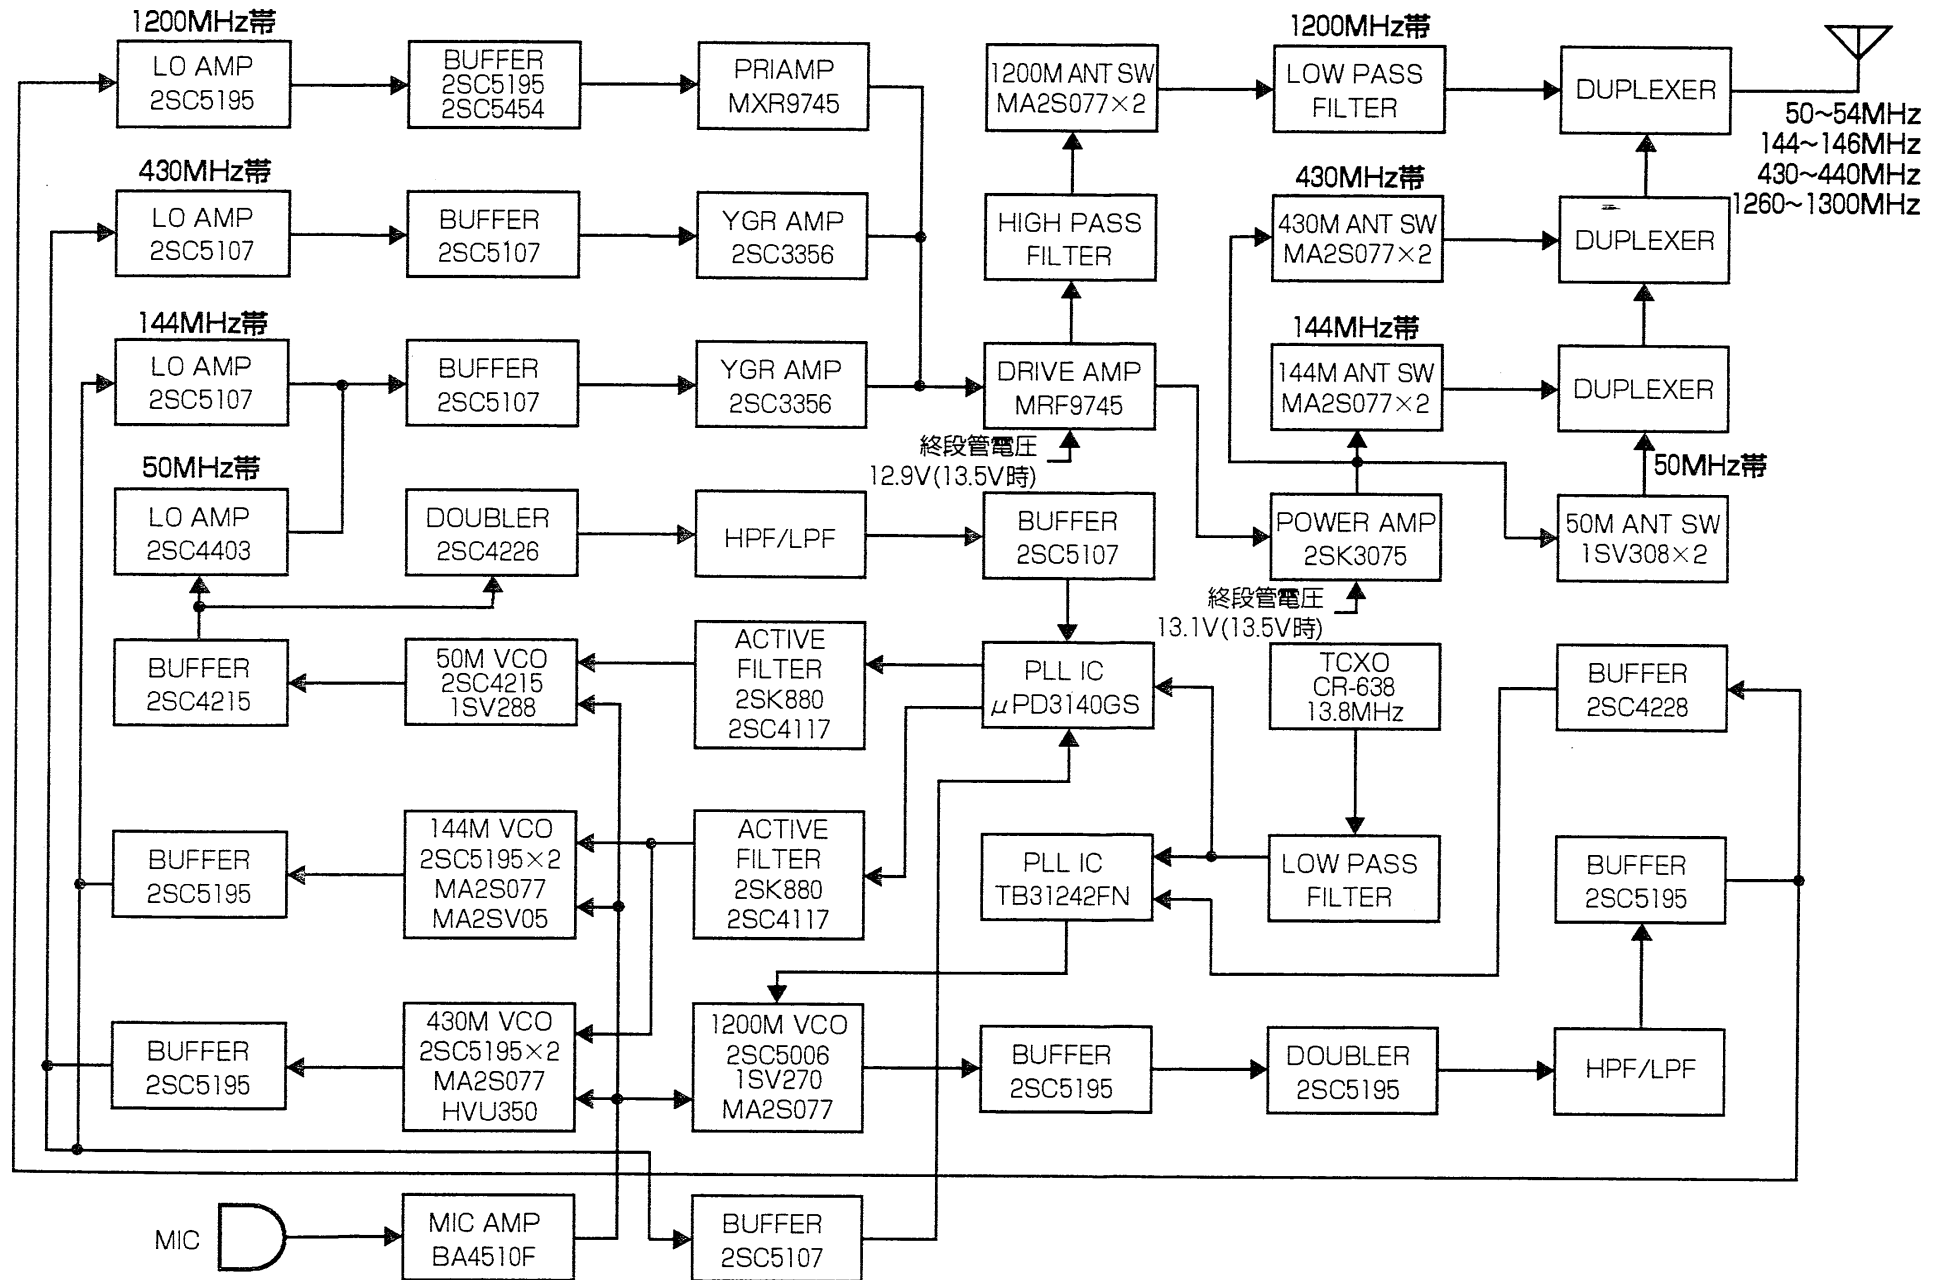 1200MHz帯
LO AMP
2SC5195
BUFFER
2SC5195
2SC5454
PRIAMP
MXR9745
1200M ANT SW
MA2S077×2
1200MHz帯
LOW PASS
FILTER
DUPLEXER
50~54MHz
144~146MHz
430~440MHz
1260~1300MHz
430MHz帯
LO AMP
2SC5107
BUFFER
2SC5107
YGR AMP
2SC3356
HIGH PASS
FILTER
430MHz帯
430M ANT SW
MA2S077×2
DUPLEXER
144MHz帯
LO AMP
2SC5107
BUFFER
2SC5107
YGR AMP
2SC3356
DRIVE AMP
MRF9745
終段管電圧
12.9V(13.5V時)
144MHz帯
144M ANT SW
MA2S077×2
DUPLEXER
50MHz帯
50MHz帯
LO AMP
2SC4403
DOUBLER
2SC4226
HPF/LPF
BUFFER
2SC5107
POWER AMP
2SK3075
終段管電圧
13.1V(13.5V時)
50M ANT SW
1SV308×2
BUFFER
2SC4215
50M VCO
2SC4215
1SV288
ACTIVE
FILTER
2SK880
2SC4117
PLL IC
μPD3140GS
TCXO
CR-638
13.8MHz
BUFFER
2SC4228
BUFFER
2SC5195
144M VCO
2SC5195×2
MA2S077
MA2SV05
ACTIVE
FILTER
2SK880
2SC4117
PLL IC
TB31242FN
LOW PASS
FILTER
BUFFER
2SC5195
BUFFER
2SC5195
430M VCO
2SC5195×2
MA2S077
HVU350
1200M VCO
2SC5006
1SV270
MA2S077
BUFFER
2SC5195
DOUBLER
2SC5195
HPF/LPF
MIC
MIC AMP
BA4510F
BUFFER
2SC5107